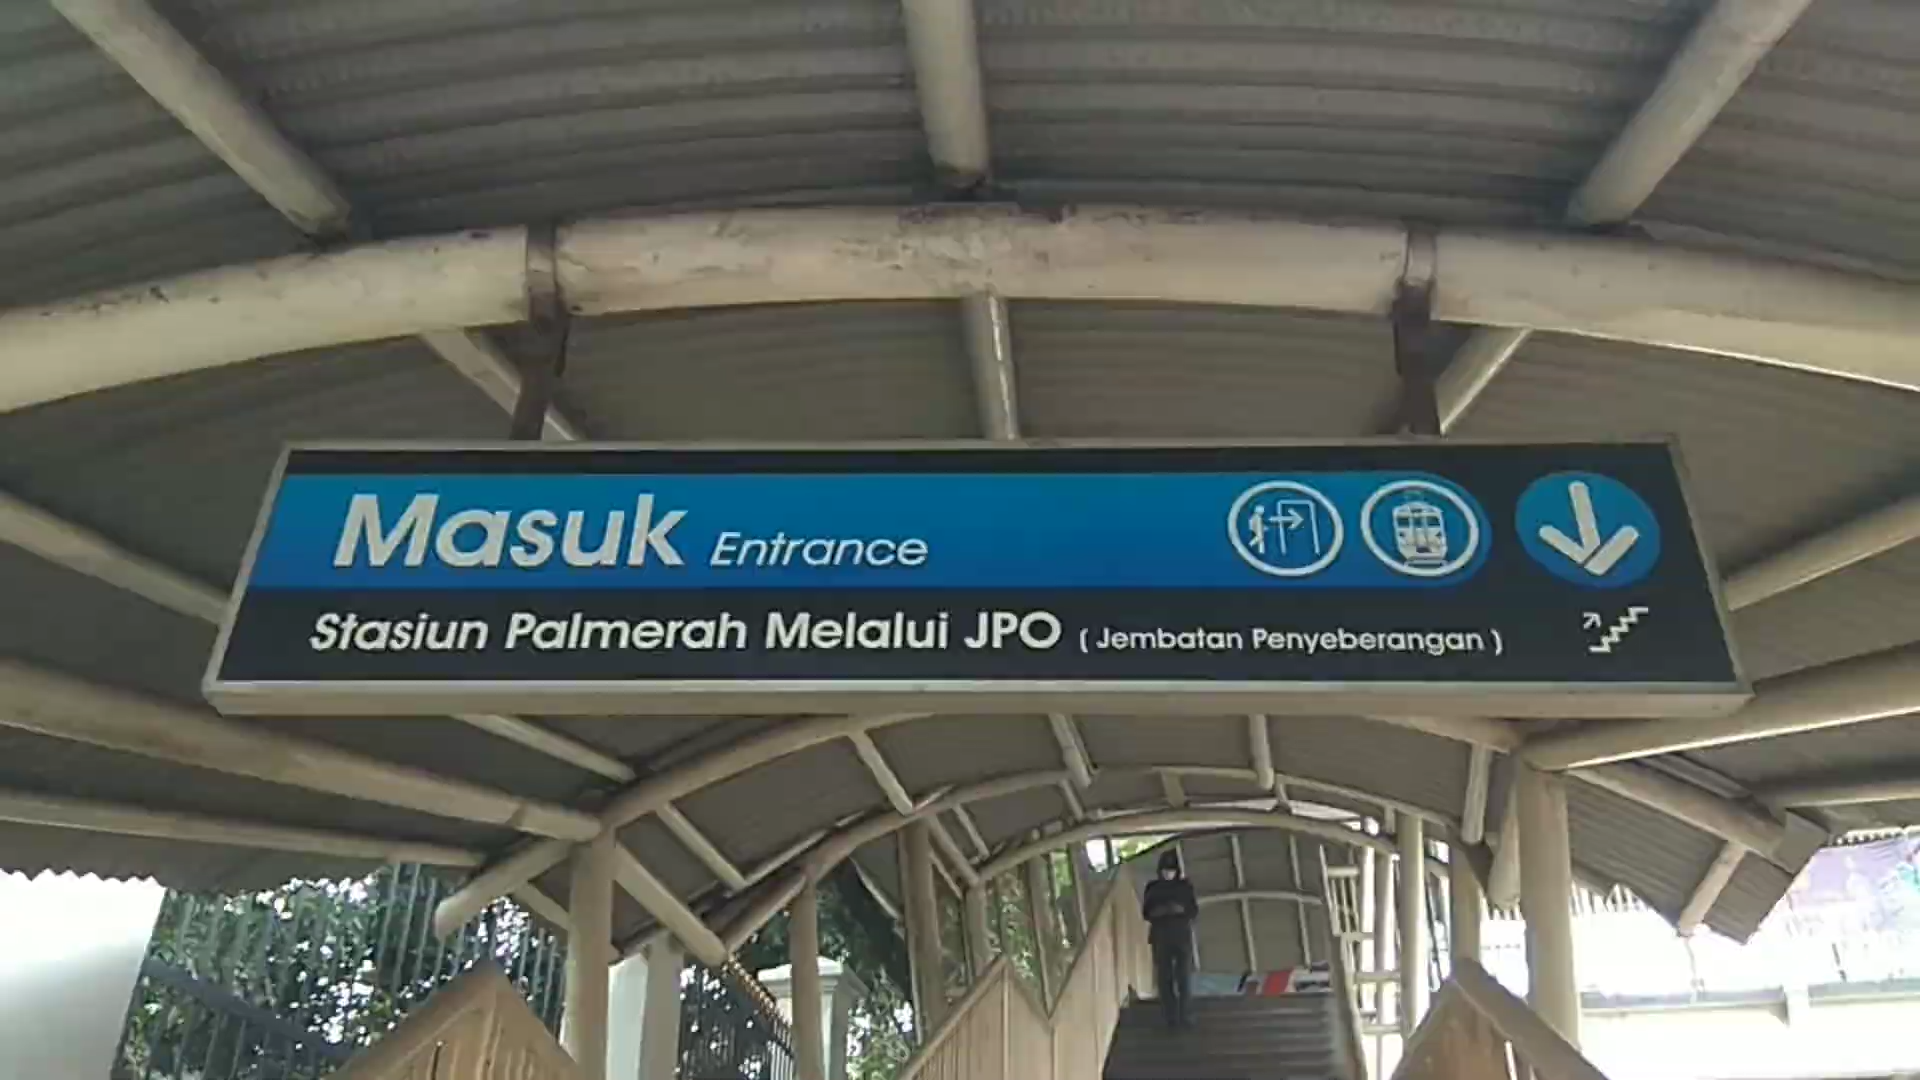 Masuk Entrance
Stasiun Palmerah Melalui JPO ( Jembatan Penyeberangan )